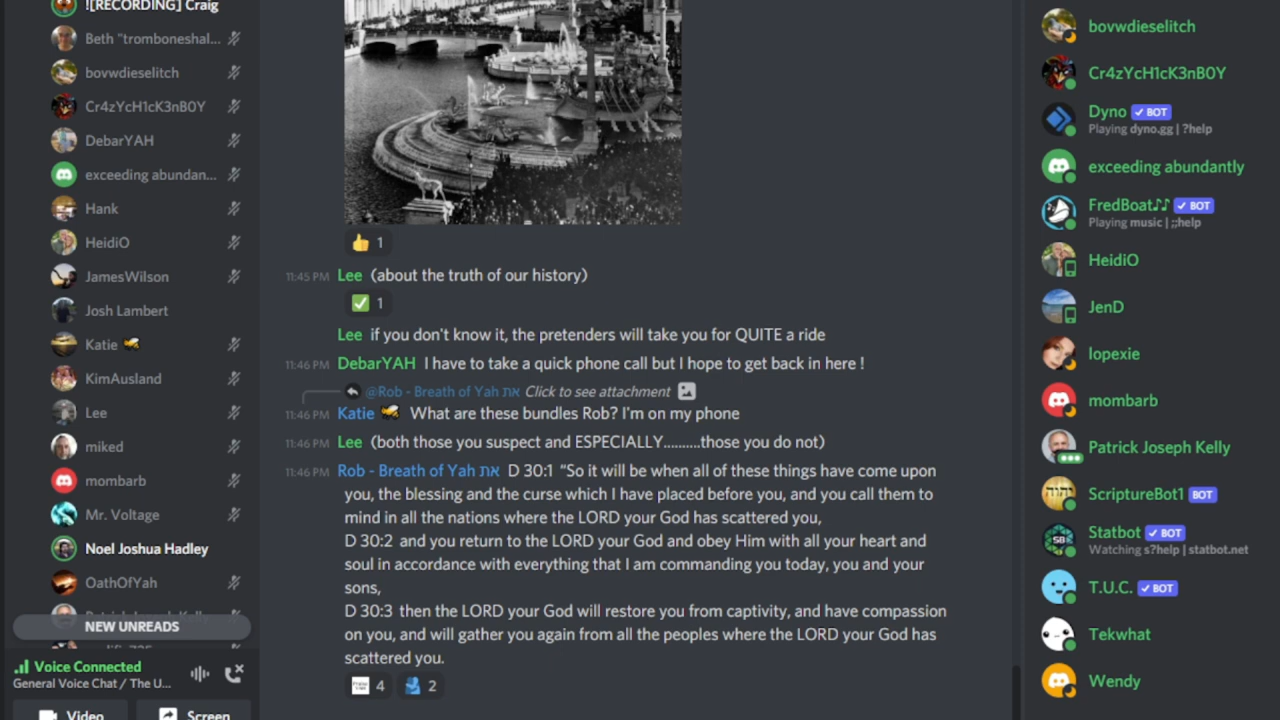 ![RECORDING] Craig
Beth "tromboneshal...
bovwdieselitch
Cr4zYcH1cK3nB0Y
DebarYAH
exceeding abundan...
Hank
HeidiO
JamesWilson
Josh Lambert
Katie
KimAusland
Lee
miked
mombarb
Mr. Voltage
Noel Joshua Hadley
OathOfYah
Patrick Joseph Kelly
NEW UNREADS
Voice Connected
General Voice Chat / The U...
Video
Screen
1
11:45 PM Lee (about the truth of our history)
1
Lee if you don't know it, the pretenders will take you for QUITE a ride
11:46 PM DebarYAH I have to take a quick phone call but I hope to get back in here !
@Rob - Breath of Yah את Click to see attachment
11:46 PM Katie What are these bundles Rob? I'm on my phone
11:46 PM Lee (both those you suspect and ESPECIALLY..........those you do not)
11:46 PM Rob - Breath of Yah את D 30:1 “So it will be when all of these things have come upon
you, the blessing and the curse which I have placed before you, and you call them to
mind in all the nations where the LORD your God has scattered you,
D 30:2 and you return to the LORD your God and obey Him with all your heart and
soul in accordance with everything that I am commanding you today, you and your
sons,
D 30:3 then the LORD your God will restore you from captivity, and have compassion
on you, and will gather you again from all the peoples where the LORD your God has
scattered you.
4
2
bovwdieselitch
Cr4zYcH1cK3nB0Y
Dyno BOT
Playing dyno.gg | ?help
exceeding abundantly
FredBoat♪♪ BOT
Playing music | ;;help
HeidiO
JenD
lopexie
mombarb
Patrick Joseph Kelly
ScriptureBot1 BOT
Statbot BOT
Watching s?help | statbot.net
T.U.C. BOT
Tekwhat
Wendy